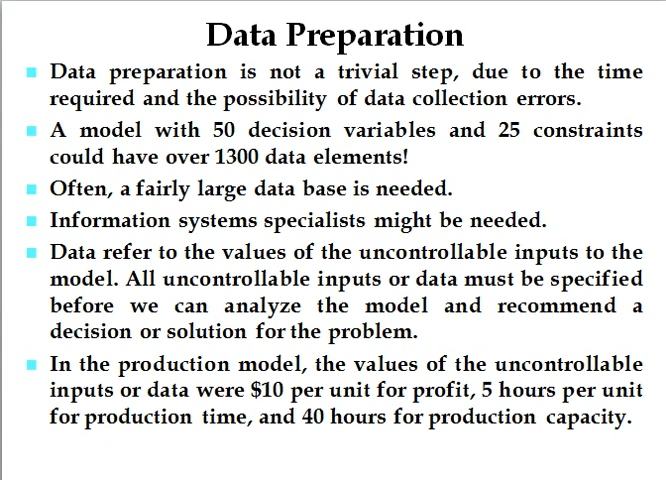 Data Preparation
Data preparation is not a trivial step, due to the time
required and the possibility of data collection errors.
A model with 50 decision variables and 25 constraints
could have over 1300 data elements!
Often, a fairly large data base is needed.
Information systems specialists might be needed.
Data refer to the values of the uncontrollable inputs to the
model. All uncontrollable inputs or data must be specified
before we can analyze the model and recommend a
decision or solution for the problem.
In the production model, the values of the uncontrollable
inputs or data were $10 per unit for profit, 5 hours per unit
for production time, and 40 hours for production capacity.